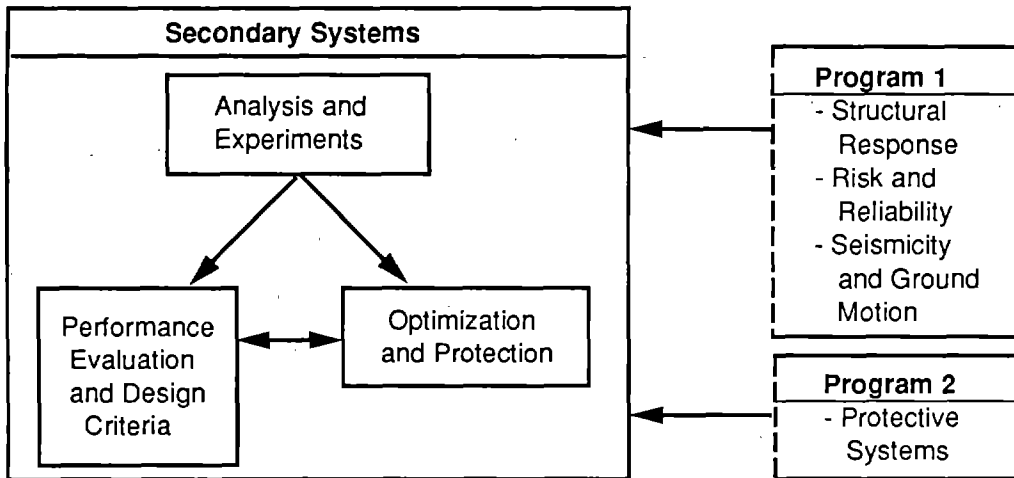 Secondary Systems
Analysis and
Experiments
Performance
Evaluation
and Design
Criteria
Optimization
and Protection
Program 1
- Structural
Response
- Risk and
Reliability
- Seismicity
and Ground
Motion
Program 2
- Protective
Systems